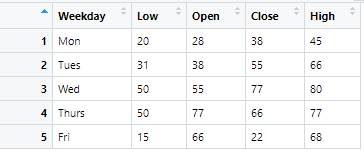 Weekday Low Open Close High
1 Mon 20 28 38 45
2 Tues 31 38 55 66
3 Wed 50 55 77 80
4 Thurs 50 77 66 77
5 Fri 15 66 22 68